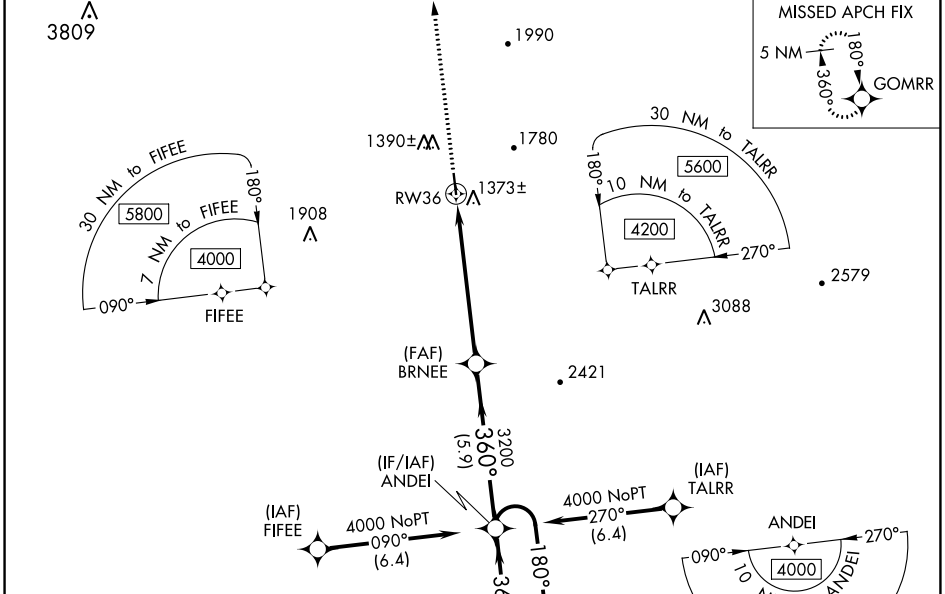 3809
1990
MISSED APCH FIX
5 NM
180°
360°
GOMRR
1390±
1780
30 NM to TALRR
5600
180°
10 NM to TALRR
4200
270°
TALRR
30 NM to FIFEE
5800
180°
7 NM to FIFEE
4000
090°
FIFEE
1908
RW36
1373±
2579
3088
(FAF)
BRNEE
2421
3200
360°
(5.9)
(IF/IAF)
ANDEI
(IAF)
TALRR
4000 NoPT
270°
(6.4)
(IAF)
FIFEE
4000 NoPT
090°
(6.4)
180°
36
ANDEI
090°
270°
4000
10
ANDEI